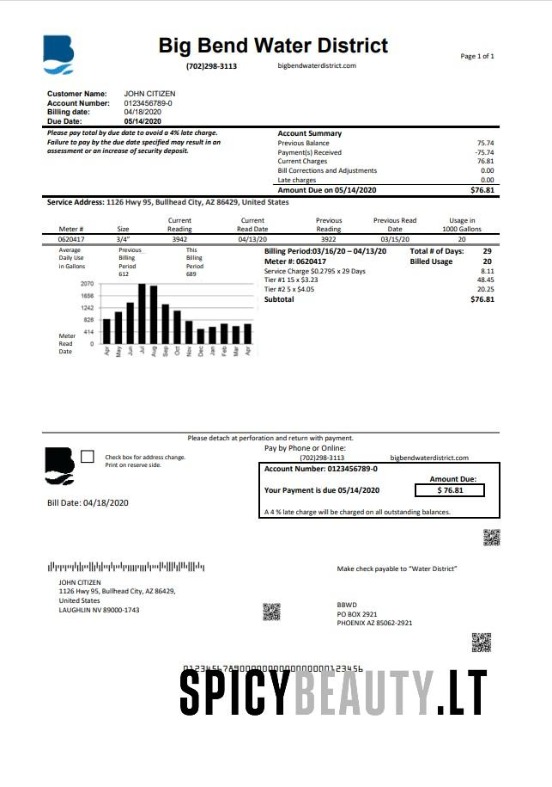 Big Bend Water District
Page 1 of 1
(702)298-3113 bigbendwaterdistrict.com
Customer Name: JOHN CITIZEN
Account Number: 0123456789-0
Billing date: 04/18/2020
Due Date: 05/14/2020
Please pay total by due date to avoid a 4% late charge.
Failure to pay by the due date specified may result in an
assessment or an increase of security deposit.
Account Summary
Previous Balance 75.74
Payment(s) Received -75.74
Current Charges 76.81
Bill Corrections and Adjustments 0.00
Late charges 0.00
Amount Due on 05/14/2020 $76.81
Service Address: 1126 Hwy 95, Bullhead City, AZ 86429, United States
Meter # Size Current Reading Current Read Date Previous Reading Previous Read Date Usage in 1000 Gallons
0620417 3/4" 3942 04/13/20 3922 03/15/20 20
Average Daily Use in Gallons
Previous Billing Period 612
This Billing Period 689
2070
1656
1242
828
414
0
Meter Read Date
Apr May Jun Jul Aug Sep Oct Nov Dec Jan Feb Mar Apr
Billing Period:03/16/20 – 04/13/20 Total # of Days: 29
Meter #: 0620417 Billed Usage 20
Service Charge $0.2795 x 29 Days 8.11
Tier #1 15 x $3.23 48.45
Tier #2 5 x $4.05 20.25
Subtotal $76.81
Please detach at perforation and return with payment.
Check box for address change.
Print on reserve side.
Pay by Phone or Online:
(702)298-3113 bigbendwaterdistrict.com
Account Number: 0123456789-0
Amount Due:
Your Payment is due 05/14/2020 $ 76.81
A 4 % late charge will be charged on all outstanding balances.
Bill Date: 04/18/2020
Make check payable to "Water District"
JOHN CITIZEN
1126 Hwy 95, Bullhead City, AZ 86429,
United States
LAUGHLIN NV 89000-1743
BBWD
PO BOX 2921
PHOENIX AZ 85062-2921
SPICYBEAUTY.LT